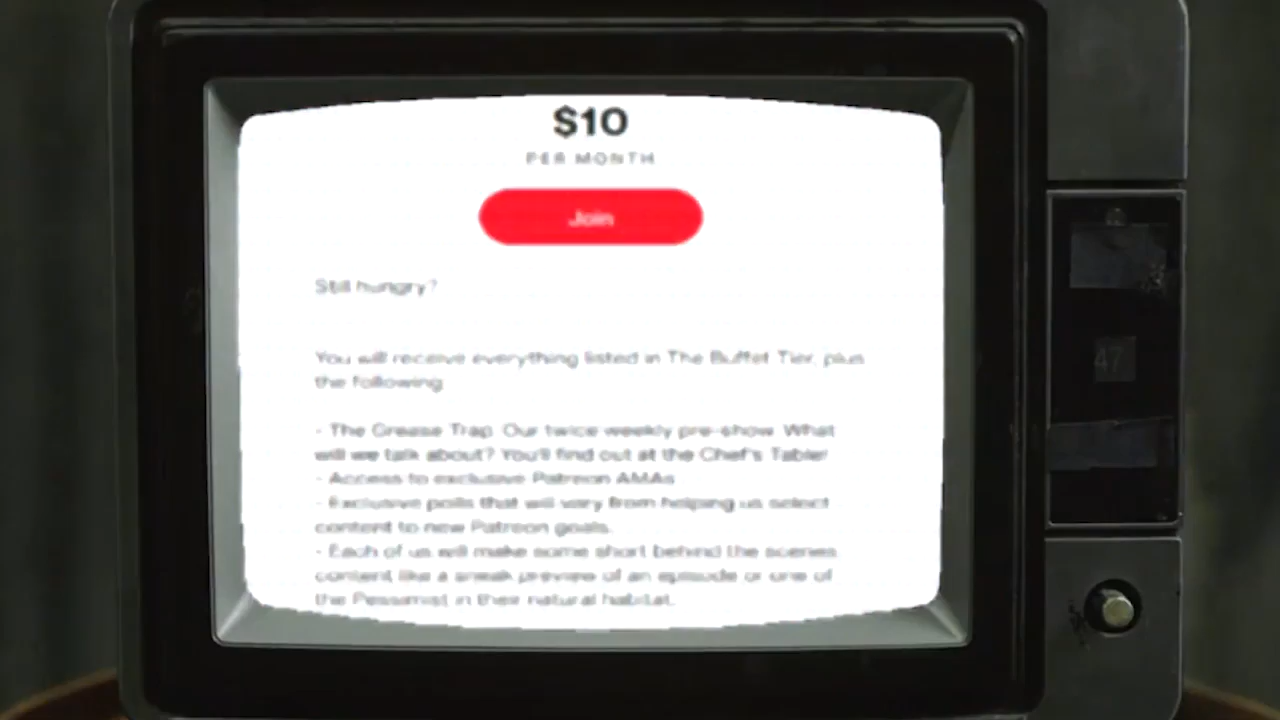 $10
PER MONTH
Join
Still hungry?
You will receive everything listed in The Buffet Tier, plus
the following
- The Grease Trap. Our twice weekly pre-show. What
will we talk about? You'll find out at the Chef's Table!
- Access to exclusive Patreon AMAs
- Exclusive polls that will vary from helping us select
content to new Patreon goals.
- Each of us will make some short behind the scenes
content like a sneak preview of an episode or one of
the Pessimist in their natural habitat.
47